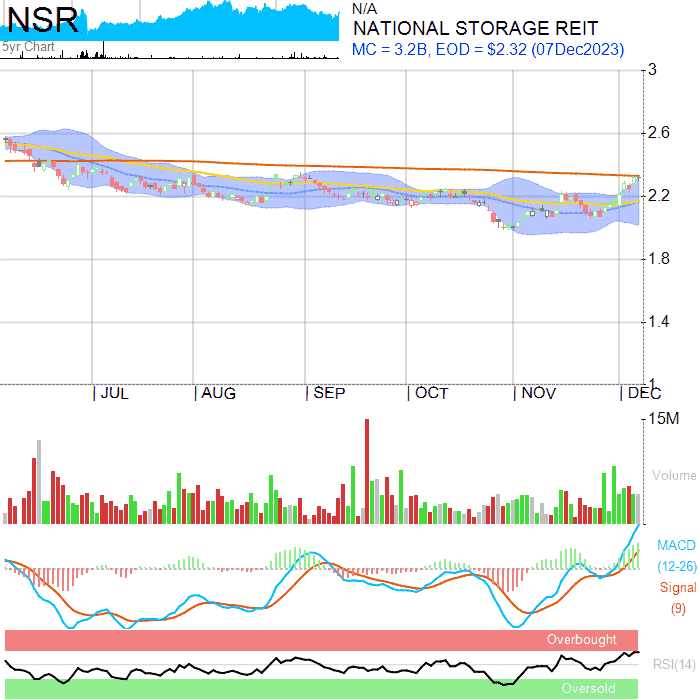 NSR
5yr Chart
N/A
NATIONAL STORAGE REIT
MC = 3.2B, EOD = $2.32 (07Dec2023)
3
2.6
2.2
1.8
1.4
1
JUL AUG SEP OCT NOV DEC
15M
Volume
MACD
(12-26)
Signal
(9)
Overbought
RSI(14)
Oversold